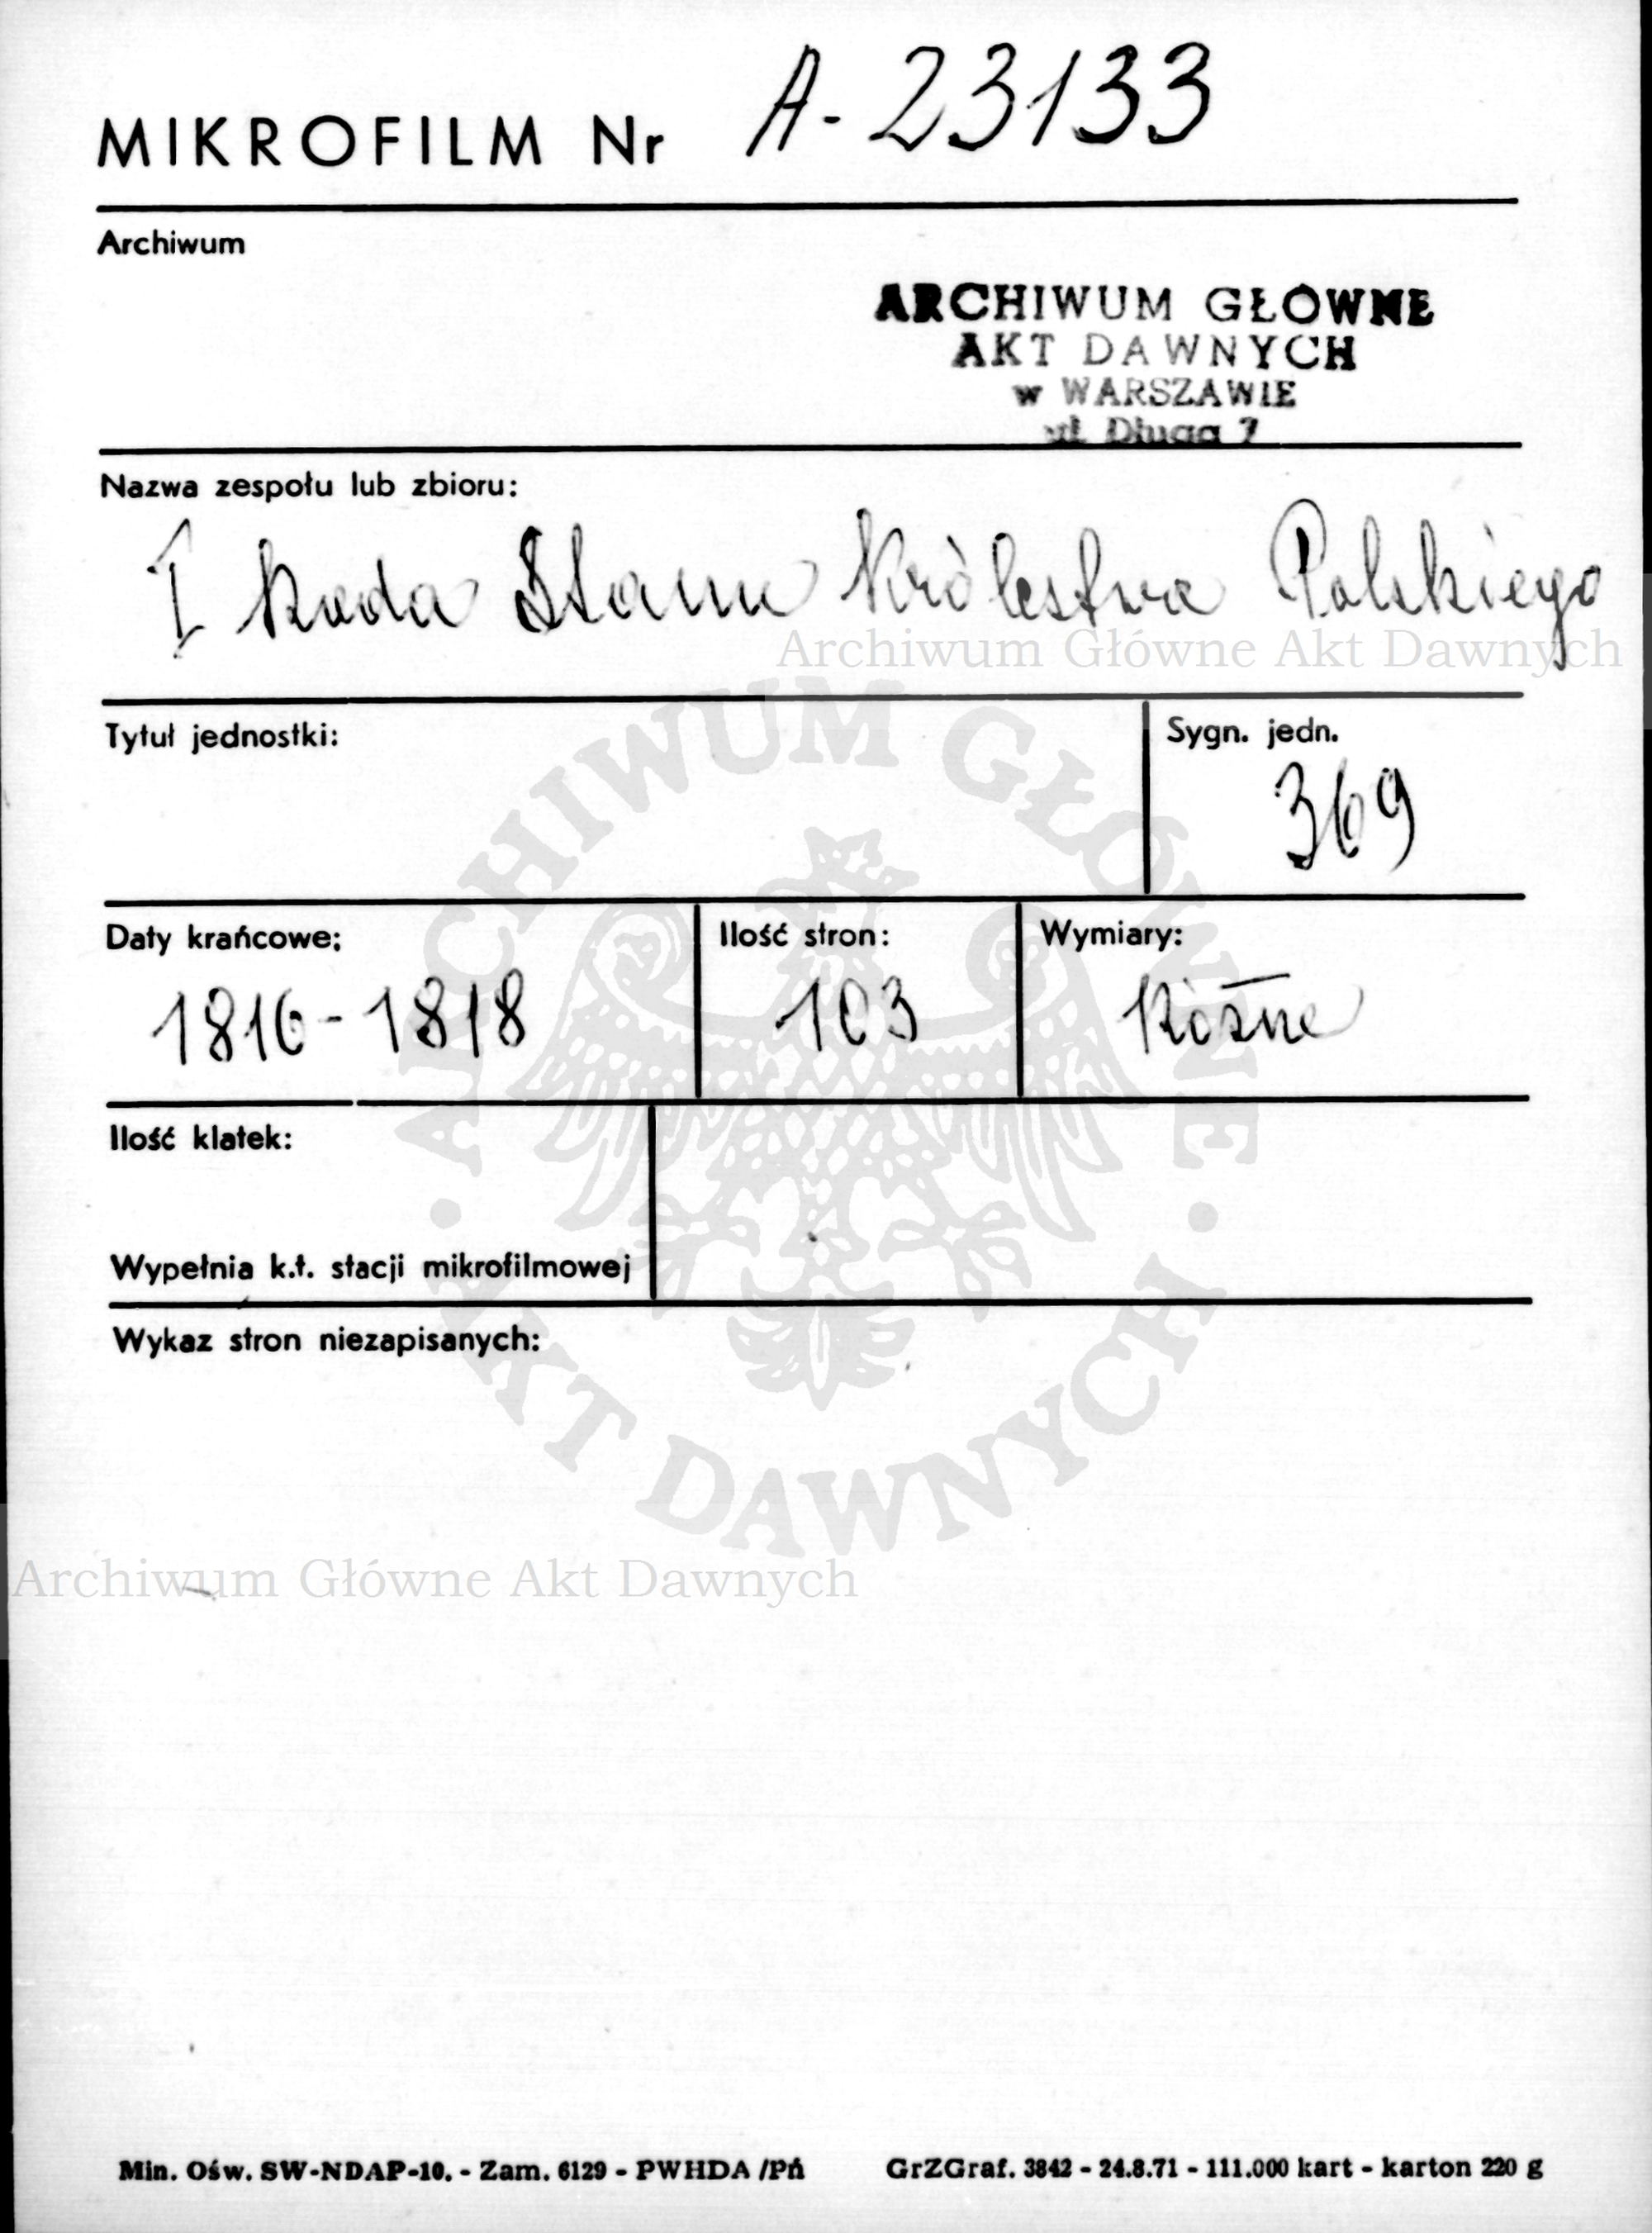 MIKROFILM Nr A-23133
Archiwum
ARCHIWUM GŁÓWNE
AKT DAWNYCH
w WARSZAWIE
ul. Długa 7
Nazwa zespołu lub zbioru:
I Rada Stanu Królestwa Polskiego
Archiwum Główne Akt Dawnych
Tytuł jednostki:
Sygn. jedn.
369
Daty krańcowe:
1816-1818
Ilość stron:
103
Wymiary:
Różne
Ilość klatek:
Wypełnia k.t. stacji mikrofilmowej
Wykaz stron niezapisanych:
ARCHIWUM GŁÓWNE
AKT DAWNYCH
Archiwum Główne Akt Dawnych
Min. Ośw. SW-NDAP-10. - Zam. 6129 - PWHDA /Pń
GrZGraf. 3842 - 24.8.71 - 111.000 kart - karton 220 g